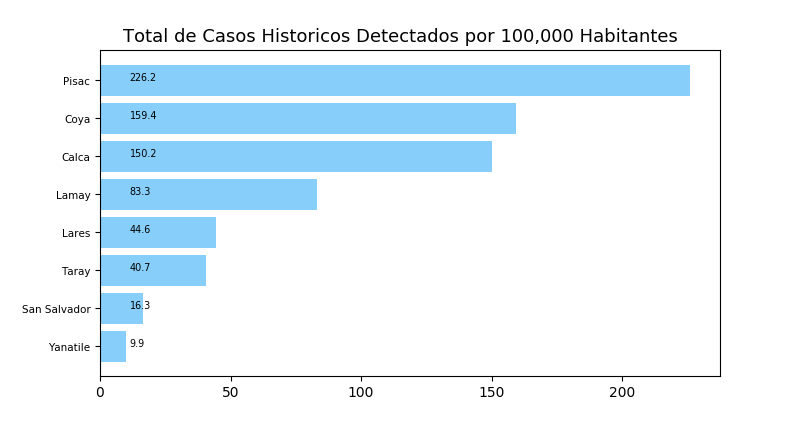 Total de Casos Historicos Detectados por 100,000 Habitantes
Pisac 226.2
Coya 159.4
Calca 150.2
Lamay 83.3
Lares 44.6
Taray 40.7
San Salvador 16.3
Yanatile 9.9
0 50 100 150 200